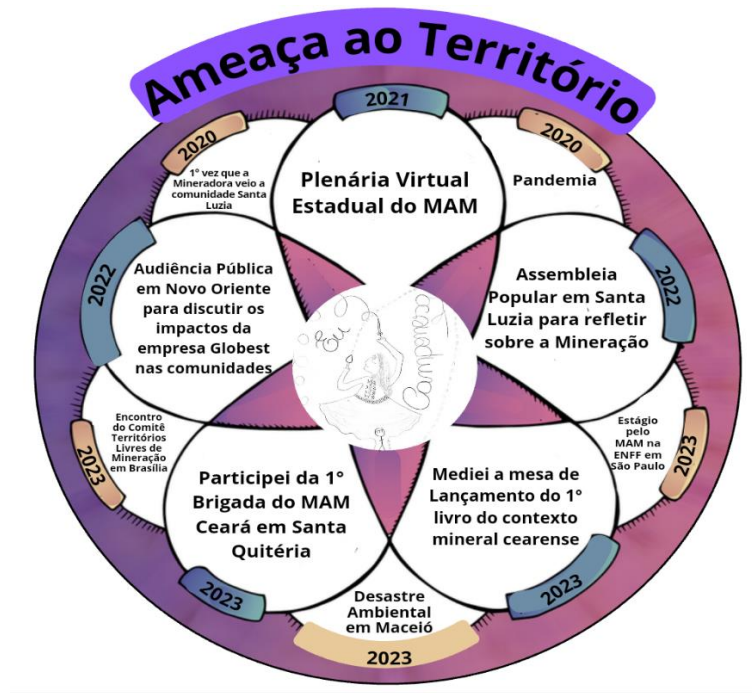 Ameaça ao Território
2021
Plenária Virtual
Estadual do MAM
2020
Pandemia
2022
Assembleia
Popular em Santa
Luzia para refletir
sobre a Mineração
2023
Estágio
pelo
MAM na
ENFF em
São Paulo
2023
Mediei a mesa de
Lançamento do 1°
livro do contexto
mineral cearense
2023
Desastre
Ambiental
em Maceió
2023
Participei da 1°
Brigada do MAM
Ceará em Santa
Quitéria
2023
Encontro
do Comitê
Territórios
Livres de
Mineração
em Brasília
2022
Audiência Pública
em Novo Oriente
para discutir os
impactos da
empresa Globest
nas comunidades
2020
1° vez que a
Mineradora veio a
comunidade Santa
Luzia
Eu
Camponesa